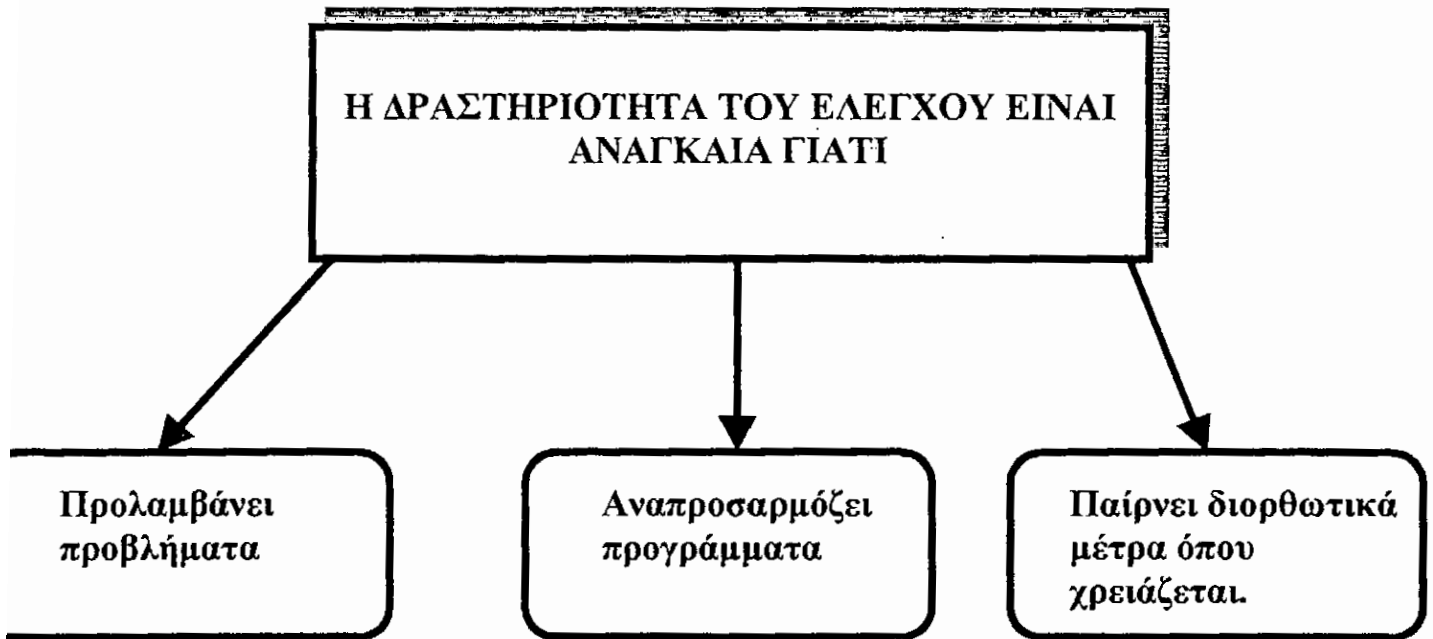 Η ΔΡΑΣΤΗΡΙΟΤΗΤΑ ΤΟΥ ΕΛΕΓΧΟΥ ΕΙΝΑΙ
ΑΝΑΓΚΑΙΑ ΓΙΑΤΙ
Προλαμβάνει
προβλήματα
Αναπροσαρμόζει
προγράμματα
Παίρνει διορθωτικά
μέτρα όπου
χρειάζεται.